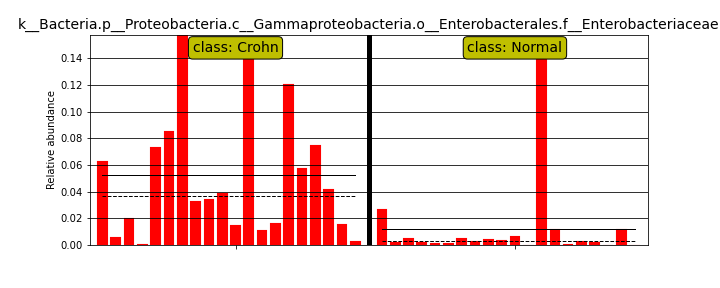 k__Bacteria.p__Proteobacteria.c__Gammaproteobacteria.o__Enterobacterales.f__Enterobacteriaceae
class: Crohn
class: Normal
Relative abundance
0.14
0.12
0.10
0.08
0.06
0.04
0.02
0.00